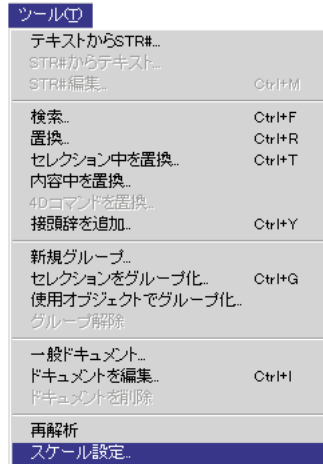 ツール(T)
テキストからSTR#...
STR#からテキスト...
STR#編集... Ctrl+M
検索... Ctrl+F
置換... Ctrl+R
セレクション中を置換... Ctrl+T
内容中を置換...
4Dコマンドを置換...
接頭辞を追加... Ctrl+Y
新規グループ...
セレクションをグループ化... Ctrl+G
使用オブジェクトでグループ化...
グループ解除
一般ドキュメント...
ドキュメントを編集... Ctrl+I
ドキュメントを削除
再解析
スケール設定...